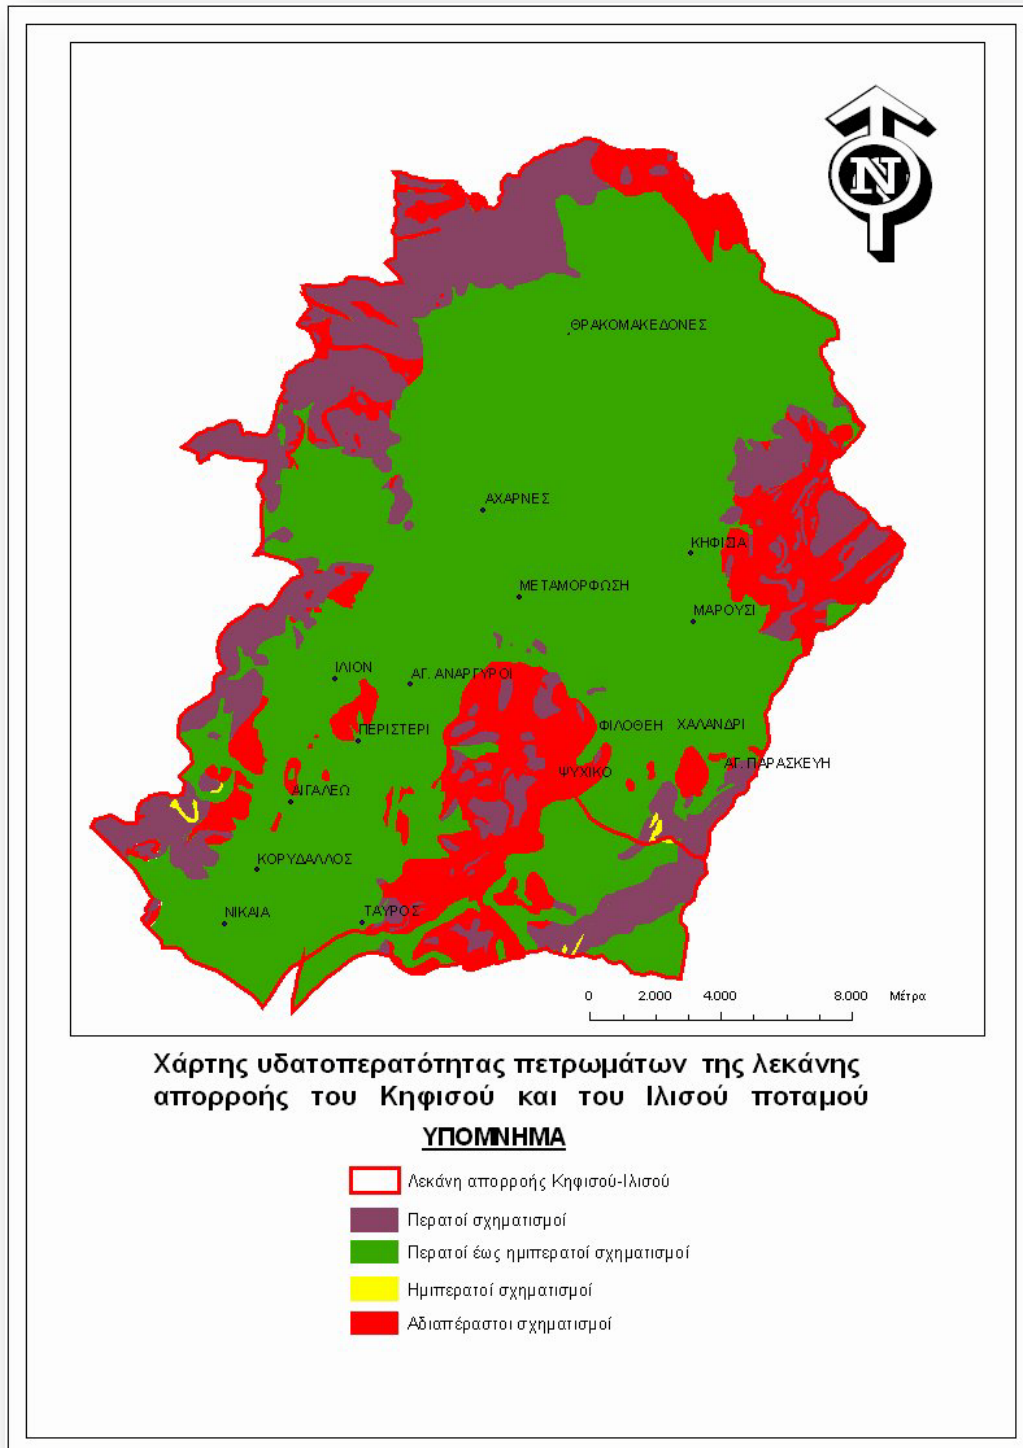 N
ΘΡΑΚΟΜΑΚΕΔΟΝΕΣ
ΑΧΑΡΝΕΣ
ΚΗΦΙΣΙΑ
ΜΕΤΑΜΟΡΦΩΣΗ
ΜΑΡΟΥΣΙ
ΙΛΙΟΝ
ΑΓ. ΑΝΑΡΓΥΡΟΙ
ΠΕΡΙΣΤΕΡΙ
ΦΙΛΟΘΕΗ
ΧΑΛΑΝΔΡΙ
ΑΓ. ΠΑΡΑΣΚΕΥΗ
ΨΥΧΙΚΟ
ΑΙΓΑΛΕΩ
ΚΟΡΥΔΑΛΛΟΣ
ΝΙΚΑΙΑ
ΤΑΥΡΟΣ
0 2.000 4.000 8.000 Μέτρα
Χάρτης υδατοπερατότητας πετρωμάτων της λεκάνης
απορροής του Κηφισού και του Ιλισού ποταμού
ΥΠΟΜΝΗΜΑ
Λεκάνη απορροής Κηφισού-Ιλισού
Περατοί σχηματισμοί
Περατοί έως ημιπερατοί σχηματισμοί
Ημιπερατοί σχηματισμοί
Αδιαπέραστοι σχηματισμοί